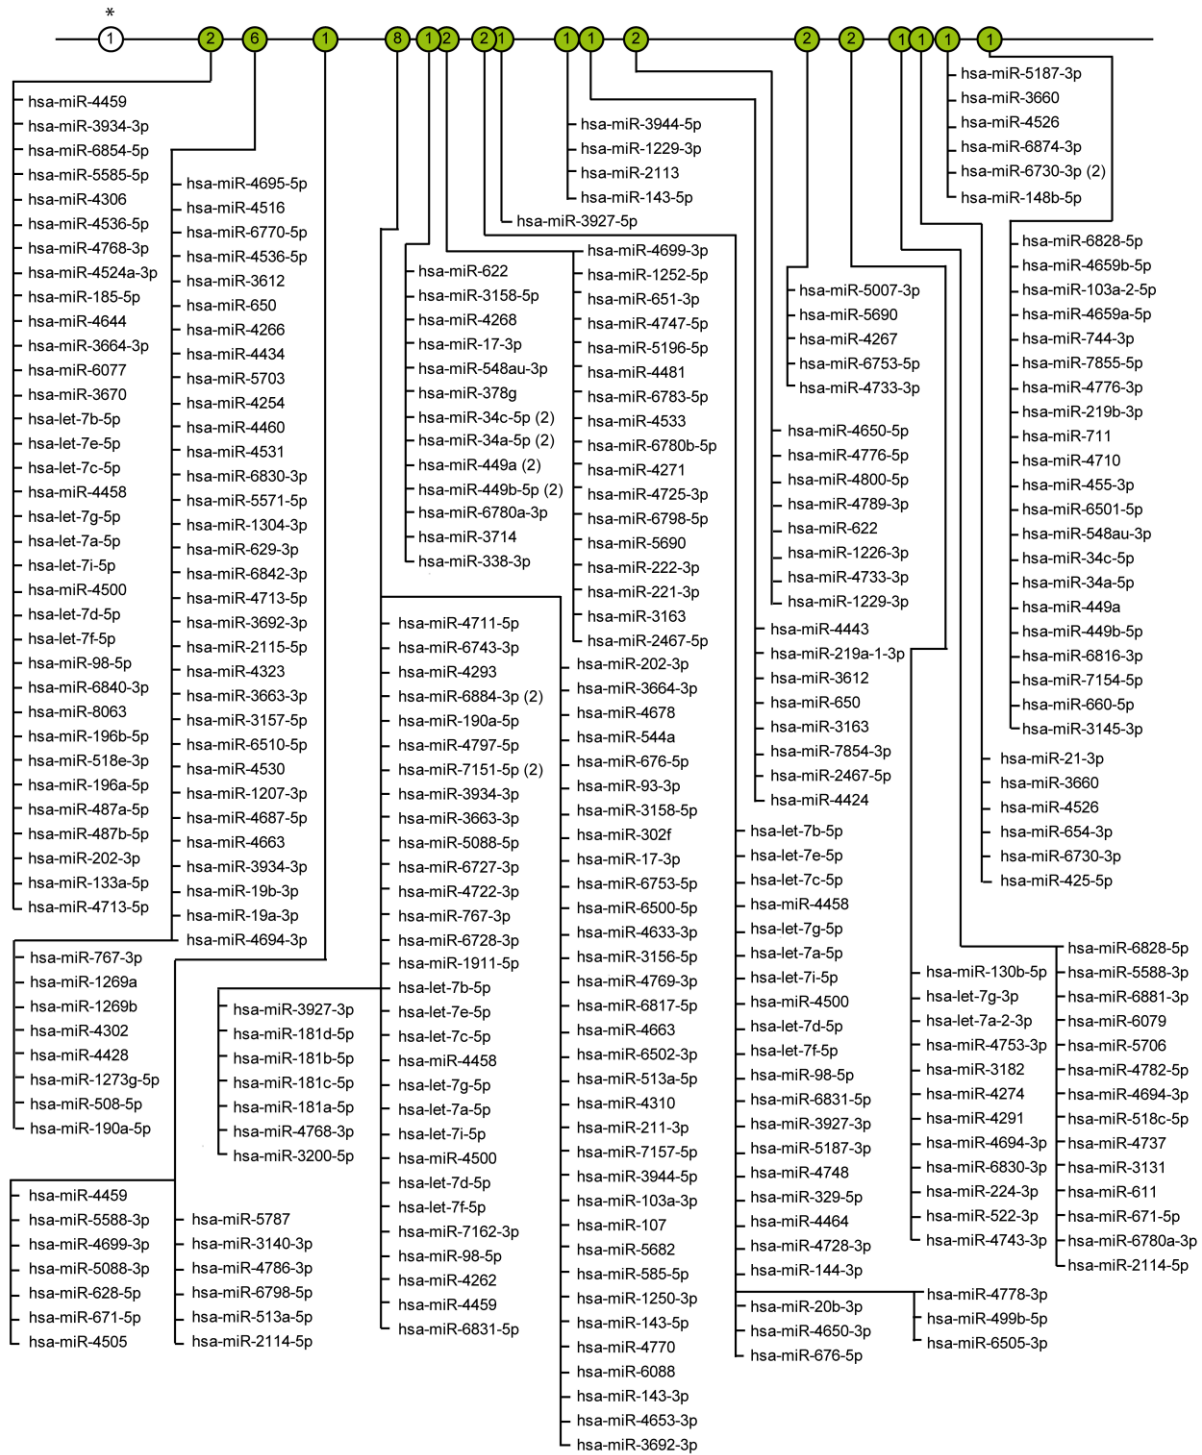 *
1
2
6
1
8
1
2
2
1
1
1
2
2
2
1
1
1
1
hsa-miR-4459
hsa-miR-3934-3p
hsa-miR-6854-5p
hsa-miR-5585-5p
hsa-miR-4306
hsa-miR-4536-5p
hsa-miR-4768-3p
hsa-miR-4524a-3p
hsa-miR-185-5p
hsa-miR-4644
hsa-miR-3664-3p
hsa-miR-6077
hsa-miR-3670
hsa-let-7b-5p
hsa-let-7e-5p
hsa-let-7c-5p
hsa-miR-4458
hsa-let-7g-5p
hsa-let-7a-5p
hsa-let-7i-5p
hsa-miR-4500
hsa-let-7d-5p
hsa-let-7f-5p
hsa-miR-98-5p
hsa-miR-6840-3p
hsa-miR-8063
hsa-miR-196b-5p
hsa-miR-518e-3p
hsa-miR-196a-5p
hsa-miR-487a-5p
hsa-miR-487b-5p
hsa-miR-202-3p
hsa-miR-133a-5p
hsa-miR-4713-5p
hsa-miR-4695-5p
hsa-miR-4516
hsa-miR-6770-5p
hsa-miR-4536-5p
hsa-miR-3612
hsa-miR-650
hsa-miR-4266
hsa-miR-4434
hsa-miR-5703
hsa-miR-4254
hsa-miR-4460
hsa-miR-4531
hsa-miR-6830-3p
hsa-miR-5571-5p
hsa-miR-1304-3p
hsa-miR-629-3p
hsa-miR-6842-3p
hsa-miR-4713-5p
hsa-miR-3692-3p
hsa-miR-2115-5p
hsa-miR-4323
hsa-miR-3663-3p
hsa-miR-3157-5p
hsa-miR-6510-5p
hsa-miR-4530
hsa-miR-1207-3p
hsa-miR-4687-5p
hsa-miR-4663
hsa-miR-3934-3p
hsa-miR-19b-3p
hsa-miR-19a-3p
hsa-miR-4694-3p
hsa-miR-767-3p
hsa-miR-1269a
hsa-miR-1269b
hsa-miR-4302
hsa-miR-4428
hsa-miR-1273g-5p
hsa-miR-508-5p
hsa-miR-190a-5p
hsa-miR-4459
hsa-miR-5588-3p
hsa-miR-4699-3p
hsa-miR-5088-3p
hsa-miR-628-5p
hsa-miR-671-5p
hsa-miR-4505
hsa-miR-5787
hsa-miR-3140-3p
hsa-miR-4786-3p
hsa-miR-6798-5p
hsa-miR-513a-5p
hsa-miR-2114-5p
hsa-miR-4711-5p
hsa-miR-6743-3p
hsa-miR-4293
hsa-miR-6884-3p (2)
hsa-miR-190a-5p
hsa-miR-4797-5p
hsa-miR-7151-5p (2)
hsa-miR-3934-3p
hsa-miR-3663-3p
hsa-miR-5088-5p
hsa-miR-6727-3p
hsa-miR-4722-3p
hsa-miR-767-3p
hsa-miR-6728-3p
hsa-miR-1911-5p
hsa-let-7b-5p
hsa-let-7e-5p
hsa-let-7c-5p
hsa-miR-4458
hsa-let-7g-5p
hsa-let-7a-5p
hsa-let-7i-5p
hsa-miR-4500
hsa-let-7d-5p
hsa-let-7f-5p
hsa-miR-7162-3p
hsa-miR-98-5p
hsa-miR-4262
hsa-miR-4459
hsa-miR-6831-5p
hsa-miR-3927-3p
hsa-miR-181d-5p
hsa-miR-181b-5p
hsa-miR-181c-5p
hsa-miR-181a-5p
hsa-miR-4768-3p
hsa-miR-3200-5p
hsa-miR-202-3p
hsa-miR-3664-3p
hsa-miR-4678
hsa-miR-544a
hsa-miR-676-5p
hsa-miR-93-3p
hsa-miR-3158-5p
hsa-miR-302f
hsa-miR-17-3p
hsa-miR-6753-5p
hsa-miR-6500-5p
hsa-miR-4633-3p
hsa-miR-3156-5p
hsa-miR-4769-3p
hsa-miR-6817-5p
hsa-miR-4663
hsa-miR-6502-3p
hsa-miR-513a-5p
hsa-miR-4310
hsa-miR-211-3p
hsa-miR-7157-5p
hsa-miR-3944-5p
hsa-miR-103a-3p
hsa-miR-107
hsa-miR-5682
hsa-miR-585-5p
hsa-miR-1250-3p
hsa-miR-143-5p
hsa-miR-4770
hsa-miR-6088
hsa-miR-143-3p
hsa-miR-4653-3p
hsa-miR-3692-3p
hsa-miR-622
hsa-miR-3158-5p
hsa-miR-4268
hsa-miR-17-3p
hsa-miR-548au-3p
hsa-miR-378g
hsa-miR-34c-5p (2)
hsa-miR-34a-5p (2)
hsa-miR-449a (2)
hsa-miR-449b-5p (2)
hsa-miR-6780a-3p
hsa-miR-3714
hsa-miR-338-3p
hsa-miR-4699-3p
hsa-miR-1252-5p
hsa-miR-651-3p
hsa-miR-4747-5p
hsa-miR-5196-5p
hsa-miR-4481
hsa-miR-6783-5p
hsa-miR-4533
hsa-miR-6780b-5p
hsa-miR-4271
hsa-miR-4725-3p
hsa-miR-6798-5p
hsa-miR-5690
hsa-miR-222-3p
hsa-miR-221-3p
hsa-miR-3163
hsa-miR-2467-5p
hsa-let-7b-5p
hsa-let-7e-5p
hsa-let-7c-5p
hsa-miR-4458
hsa-let-7g-5p
hsa-let-7a-5p
hsa-let-7i-5p
hsa-miR-4500
hsa-let-7d-5p
hsa-let-7f-5p
hsa-miR-98-5p
hsa-miR-6831-5p
hsa-miR-3927-3p
hsa-miR-5187-3p
hsa-miR-4748
hsa-miR-329-5p
hsa-miR-4464
hsa-miR-4728-3p
hsa-miR-144-3p
hsa-miR-20b-3p
hsa-miR-4650-3p
hsa-miR-676-5p
hsa-miR-4778-3p
hsa-miR-499b-5p
hsa-miR-6505-3p
hsa-miR-3927-5p
hsa-miR-3944-5p
hsa-miR-1229-3p
hsa-miR-2113
hsa-miR-143-5p
hsa-miR-4443
hsa-miR-219a-1-3p
hsa-miR-3612
hsa-miR-650
hsa-miR-3163
hsa-miR-7854-3p
hsa-miR-2467-5p
hsa-miR-4424
hsa-miR-4650-5p
hsa-miR-4776-5p
hsa-miR-4800-5p
hsa-miR-4789-3p
hsa-miR-622
hsa-miR-1226-3p
hsa-miR-4733-3p
hsa-miR-1229-3p
hsa-miR-5007-3p
hsa-miR-5690
hsa-miR-4267
hsa-miR-6753-5p
hsa-miR-4733-3p
hsa-miR-130b-5p
hsa-let-7g-3p
hsa-let-7a-2-3p
hsa-miR-4753-3p
hsa-miR-3182
hsa-miR-4274
hsa-miR-4291
hsa-miR-4694-3p
hsa-miR-6830-3p
hsa-miR-224-3p
hsa-miR-522-3p
hsa-miR-4743-3p
hsa-miR-6828-5p
hsa-miR-5588-3p
hsa-miR-6881-3p
hsa-miR-6079
hsa-miR-5706
hsa-miR-4782-5p
hsa-miR-4694-3p
hsa-miR-518c-5p
hsa-miR-4737
hsa-miR-3131
hsa-miR-611
hsa-miR-671-5p
hsa-miR-6780a-3p
hsa-miR-2114-5p
hsa-miR-21-3p
hsa-miR-3660
hsa-miR-4526
hsa-miR-654-3p
hsa-miR-6730-3p
hsa-miR-425-5p
hsa-miR-5187-3p
hsa-miR-3660
hsa-miR-4526
hsa-miR-6874-3p
hsa-miR-6730-3p (2)
hsa-miR-148b-5p
hsa-miR-6828-5p
hsa-miR-4659b-5p
hsa-miR-103a-2-5p
hsa-miR-4659a-5p
hsa-miR-744-3p
hsa-miR-7855-5p
hsa-miR-4776-3p
hsa-miR-219b-3p
hsa-miR-711
hsa-miR-4710
hsa-miR-455-3p
hsa-miR-6501-5p
hsa-miR-548au-3p
hsa-miR-34c-5p
hsa-miR-34a-5p
hsa-miR-449a
hsa-miR-449b-5p
hsa-miR-6816-3p
hsa-miR-7154-5p
hsa-miR-660-5p
hsa-miR-3145-3p